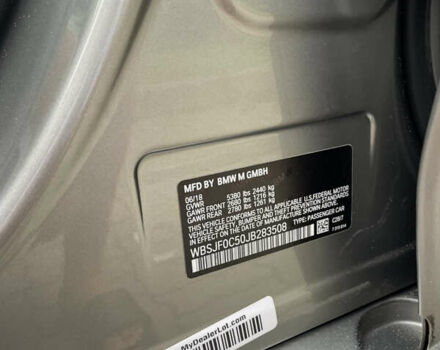 MFD BY BMW M GMBH
06/18
GVWR 5380 lbs 2440 kg
GAWR FRONT 2680 lbs 1216 kg
GAWR REAR 2780 lbs 1261 kg
THIS VEHICLE CONFORMS TO ALL APPLICABLE U.S. FEDERAL MOTOR
VEHICLE SAFETY, BUMPER, AND THEFT PREVENTION STANDARDS
IN EFFECT ON THE DATE OF MANUFACTURE SHOWN ABOVE.
WBSJF0C50JB283508 TYPE: PASSENGER CAR
C28/7
MyDealerLot.com